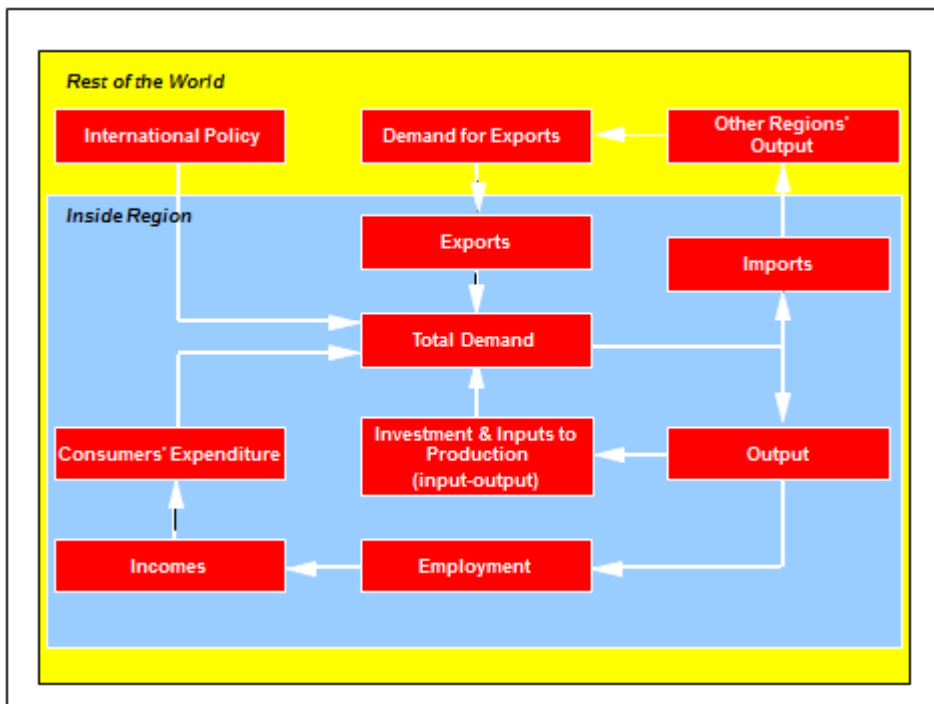 Rest of the World
International Policy
Demand for Exports
Other Regions'
Output
Inside Region
Exports
Imports
Total Demand
Consumers' Expenditure
Investment & Inputs to
Production
(input-output)
Output
Incomes
Employment